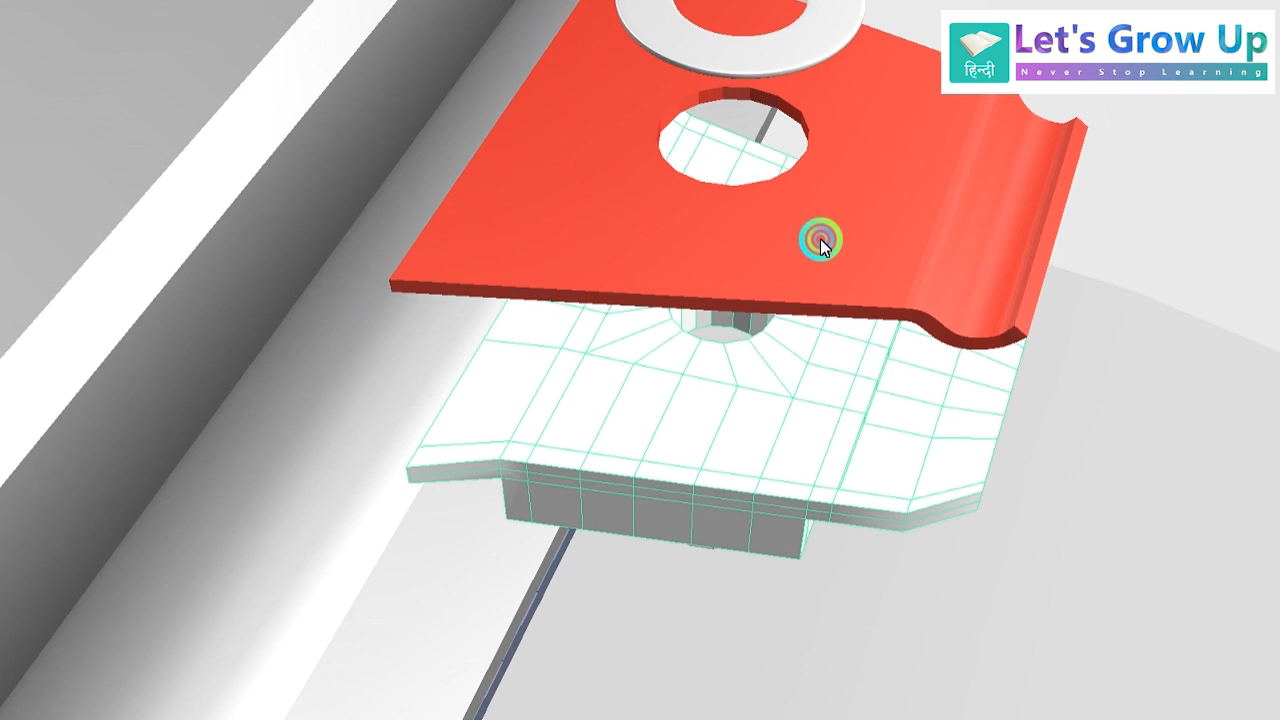 Let's Grow Up
हिन्दी
Never Stop Learning